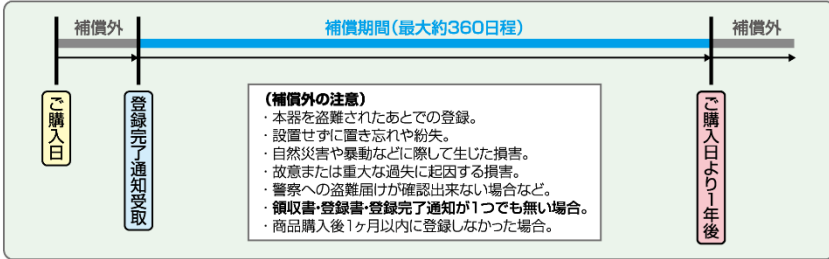 補償外
補償期間(最大約360日程)
補償外
ご購入日
登録完了通知受取
(補償外の注意)
・本器を盗難されたあとでの登録。
・設置せずに置き忘れや紛失。
・自然災害や暴動などに際して生じた損害。
・故意または重大な過失に起因する損害。
・警察への盗難届けが確認出来ない場合など。
・領収書・登録書・登録完了通知が1つでも無い場合。
・商品購入後1ヶ月以内に登録しなかった場合。
ご購入日より1年後